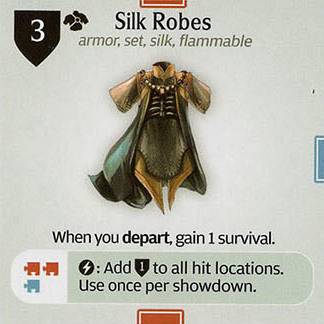 3
Silk Robes
armor, set, silk, flammable
When you depart, gain 1 survival.
: Add 1 to all hit locations.
Use once per showdown.